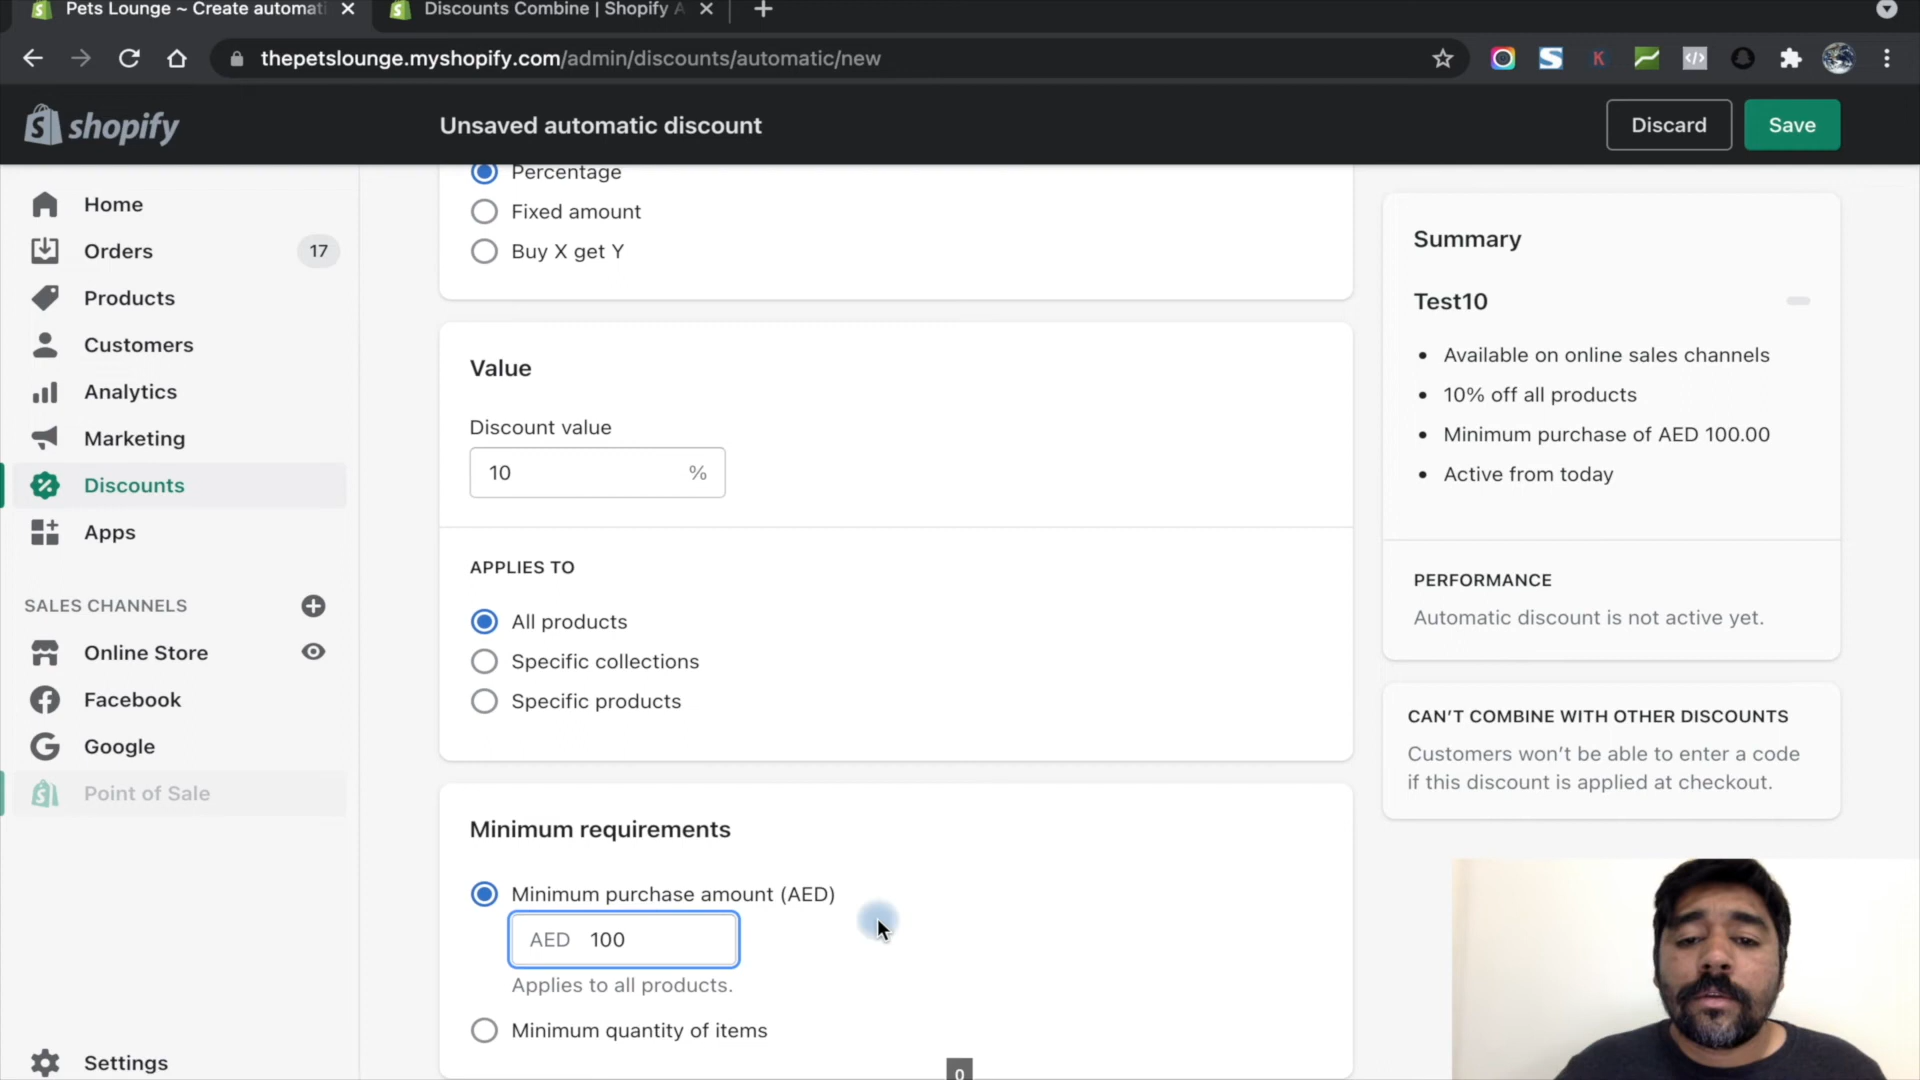 Pets Lounge ~ Create automati
Discounts Combine | Shopify A
thepetslounge.myshopify.com/admin/discounts/automatic/new
shopify
Unsaved automatic discount
Discard
Save
Home
Orders
17
Products
Customers
Analytics
Marketing
Discounts
Apps
SALES CHANNELS
Online Store
Facebook
Google
Point of Sale
Settings
Percentage
Fixed amount
Buy X get Y
Value
Discount value
10 %
APPLIES TO
All products
Specific collections
Specific products
Minimum requirements
Minimum purchase amount (AED)
AED 100
Applies to all products.
Minimum quantity of items
0
Summary
Test10
Available on online sales channels
10% off all products
Minimum purchase of AED 100.00
Active from today
PERFORMANCE
Automatic discount is not active yet.
CAN'T COMBINE WITH OTHER DISCOUNTS
Customers won't be able to enter a code
if this discount is applied at checkout.